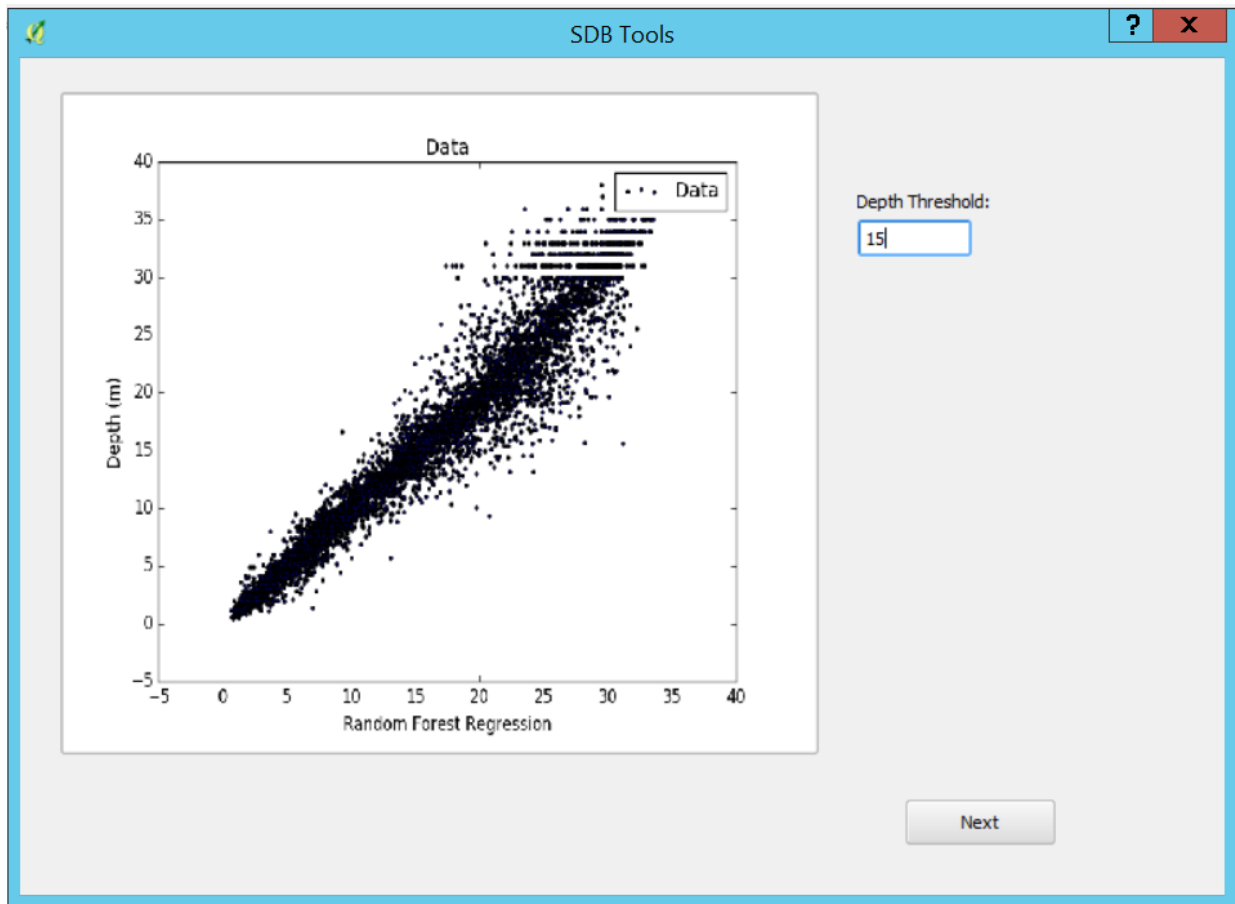 SDB Tools
?
X
Data
Data
Depth Threshold:
15
40
35
30
25
20
15
10
5
0
−5
Depth (m)
−5 0 5 10 15 20 25 30 35 40
Random Forest Regression
Next